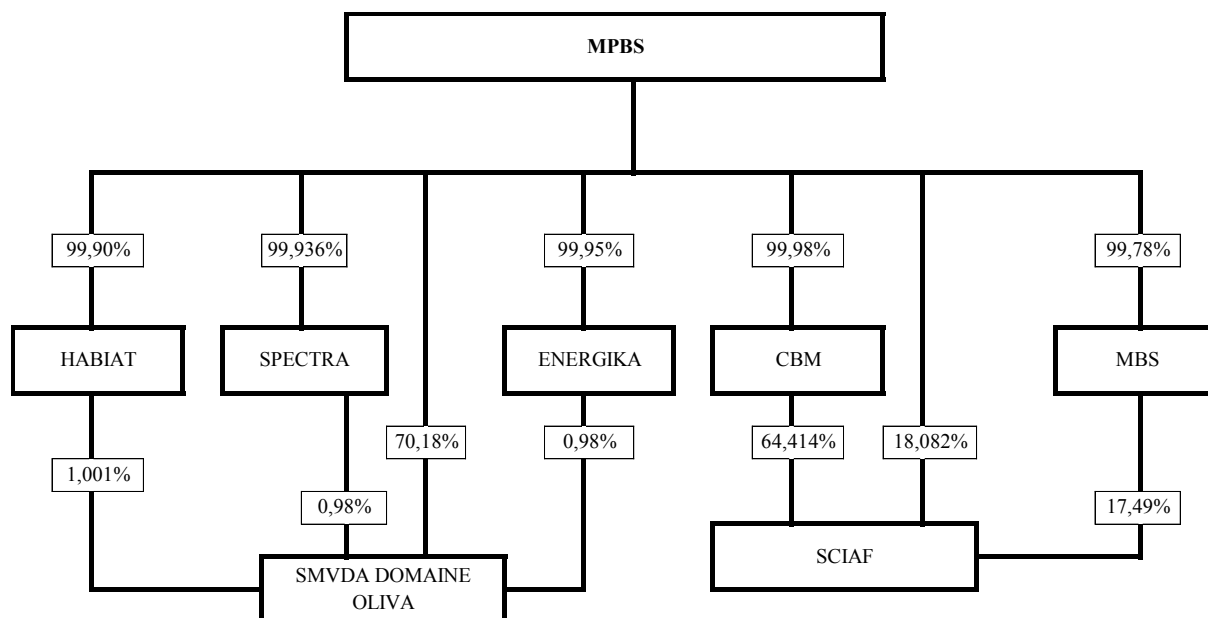 MPBS
99,90%
99,936%
99,95%
99,98%
99,78%
HABIAT
SPECTRA
ENERGIKA
CBM
MBS
70,18%
0,98%
64,414%
18,082%
1,001%
0,98%
17,49%
SCIAF
SMVDA DOMAINE
OLIVA